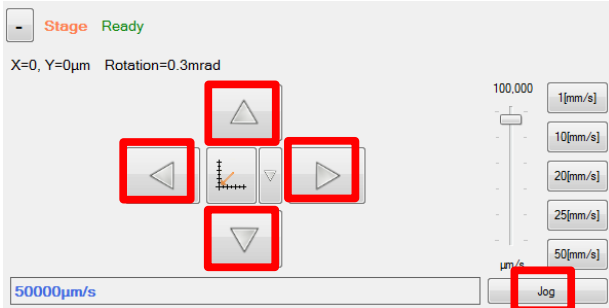 - Stage Ready
X=0, Y=0µm Rotation=0.3mrad
100,000
1[mm/s]
10[mm/s]
20[mm/s]
25[mm/s]
50[mm/s]
µm/s
50000µm/s
Jog